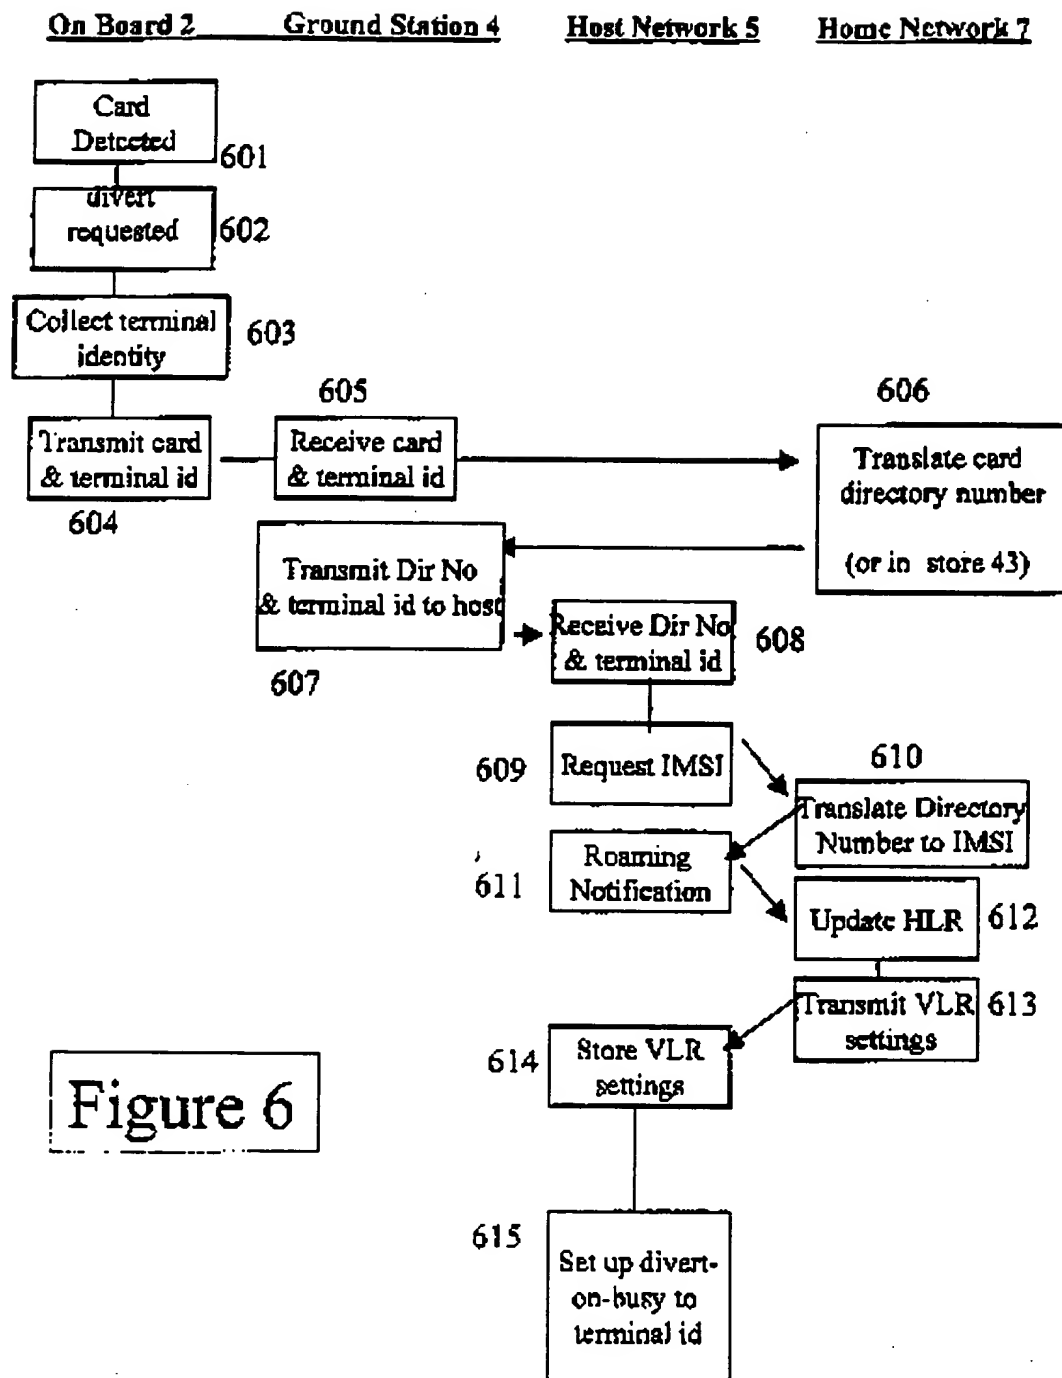 On Board 2 Ground Station 4 Host Network 5 Home Network 7
Card
Detected
601
divert
requested
602
Collect terminal
identity
603
605
606
Transmit card
& terminal id
604
Receive card
& terminal id
Translate card
directory number
(or in store 43)
Transmit Dir No
& terminal id to host
607
Receive Dir No
& terminal id
608
609
Request IMSI
610
Translate Directory
Number to IMSI
611
Roaming
Notification
Update HLR
612
Transmit VLR
settings
613
614
Store VLR
settings
Figure 6
615
Set up divert-
on-busy to
terminal id